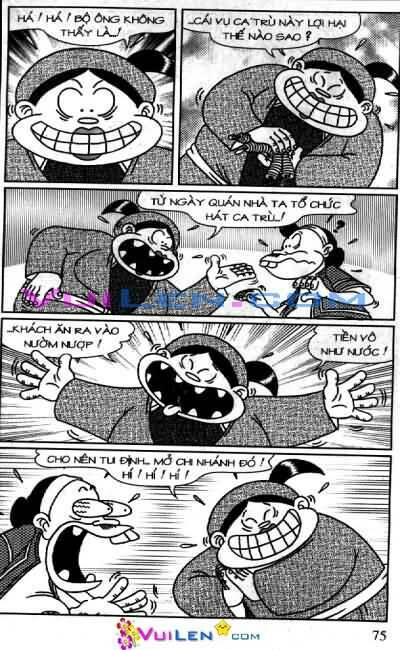 HÁ! HÁ! BỘ ÔNG KHÔNG
THẤY LÀ...!
...CÁI VỤ CA TRÙ NÀY LỢI HẠI
THẾ NÀO SAO?
TỪ NGÀY QUÁN NHÀ TA TỔ CHỨC
HÁT CA TRÙ...!
VUILEN.COM
...KHÁCH ĂN RA VÀO
NƯỜM NƯỢP!
TIỀN VÔ
NHƯ NƯỚC!
CHO NÊN TUI ĐỊNH... MỞ CHI NHÁNH ĐÓ!
HÍ! HÍ! HÍ!
75
VUILEN.COM